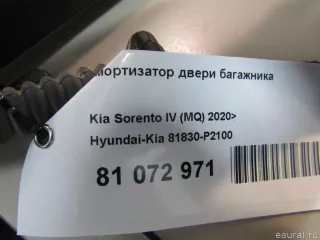 мортизатор двери багажника
Kia Sorento IV (MQ) 2020>
Hyundai-Kia 81830-P2100
81 072 971
eaural.ru